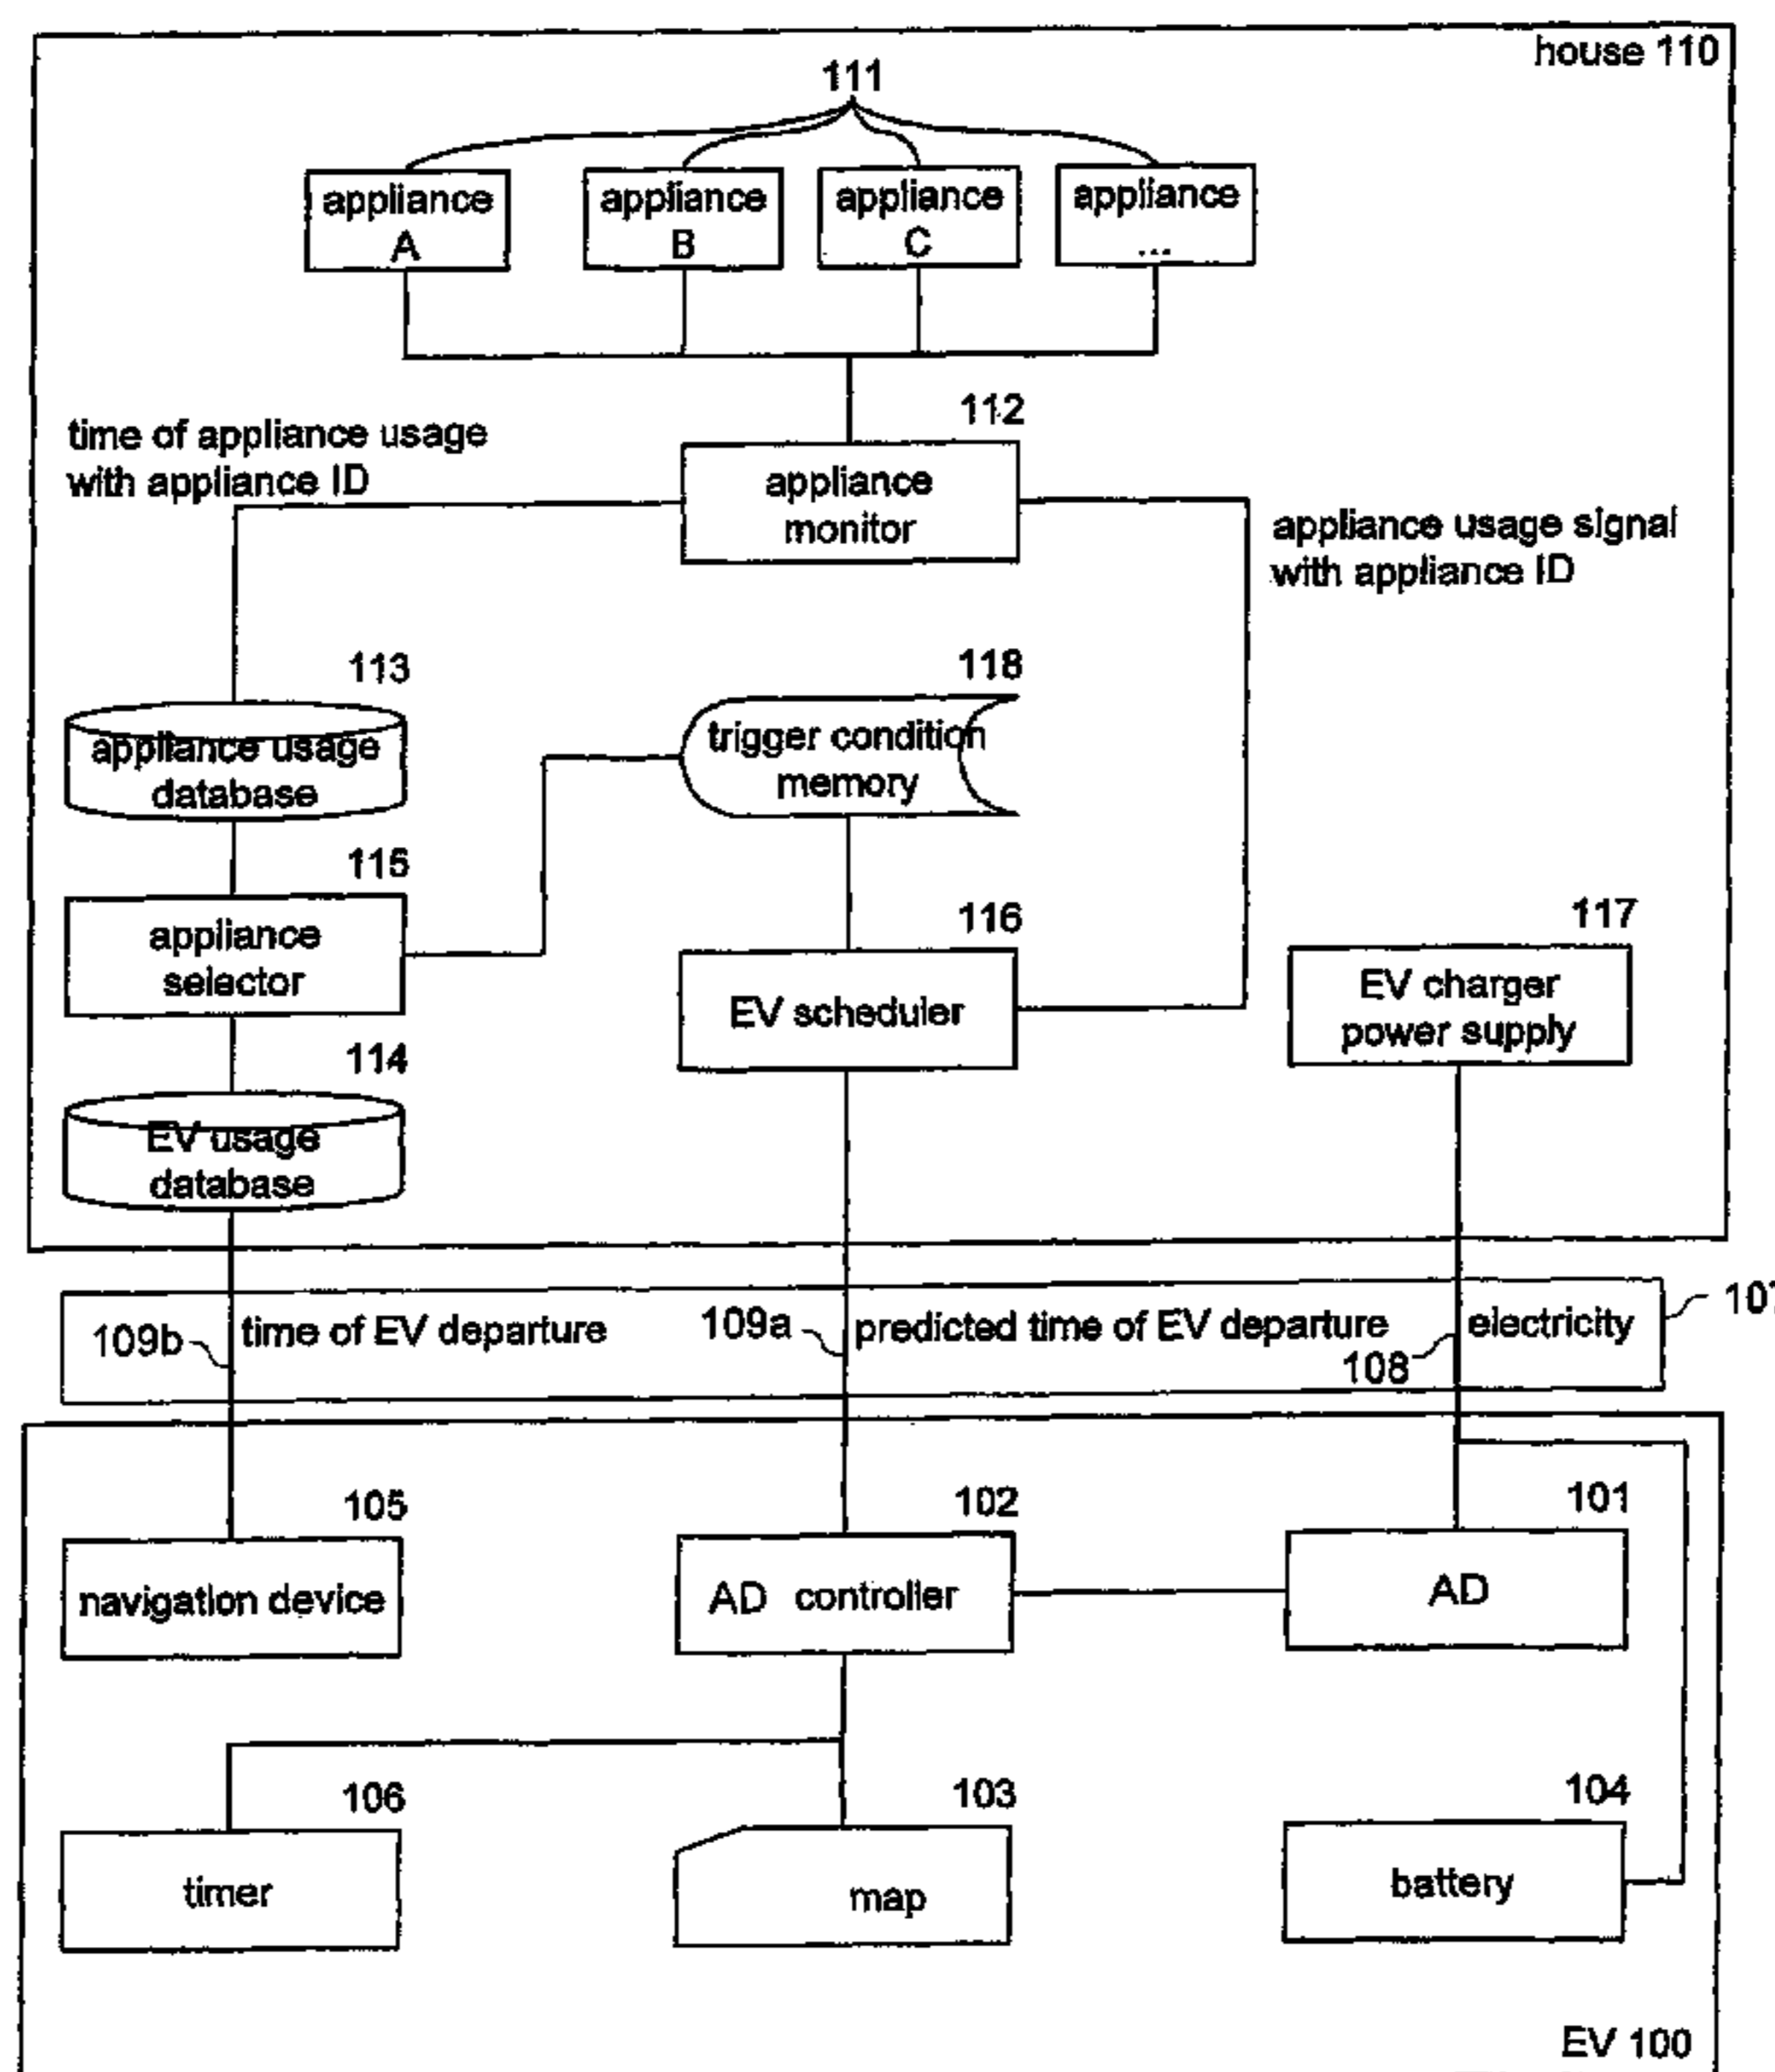 house 110
111
appliance
A
appliance
B
appliance
C
appliance
...
112
time of appliance usage
with appliance ID
appliance
monitor
appliance usage signal
with appliance ID
113
118
appliance usage
database
trigger condition
memory
115
appliance
selector
116
117
EV scheduler
EV charger
power supply
114
EV usage
database
109b
time of EV departure
109a
predicted time of EV departure
108
electricity
105
102
101
navigation device
AD controller
AD
106
103
104
timer
map
battery
EV 100